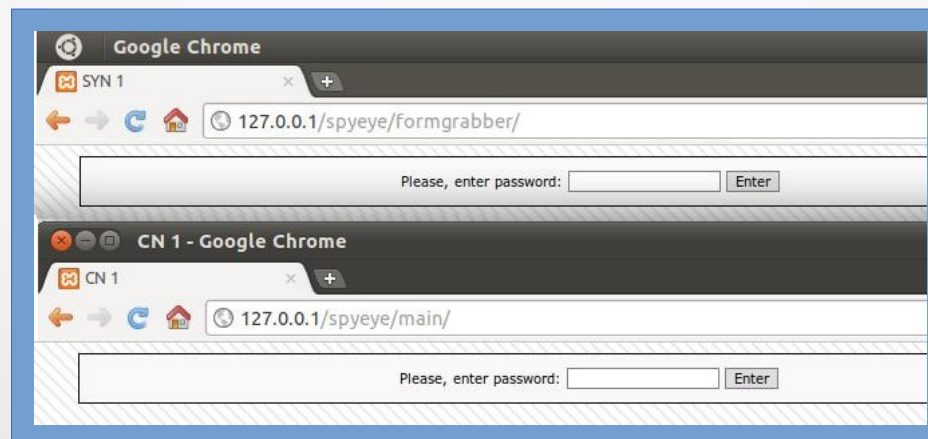 Google Chrome
SYN 1
127.0.0.1/spyeye/formgrabber/
Please, enter password: Enter
CN 1 - Google Chrome
CN 1
127.0.0.1/spyeye/main/
Please, enter password: Enter